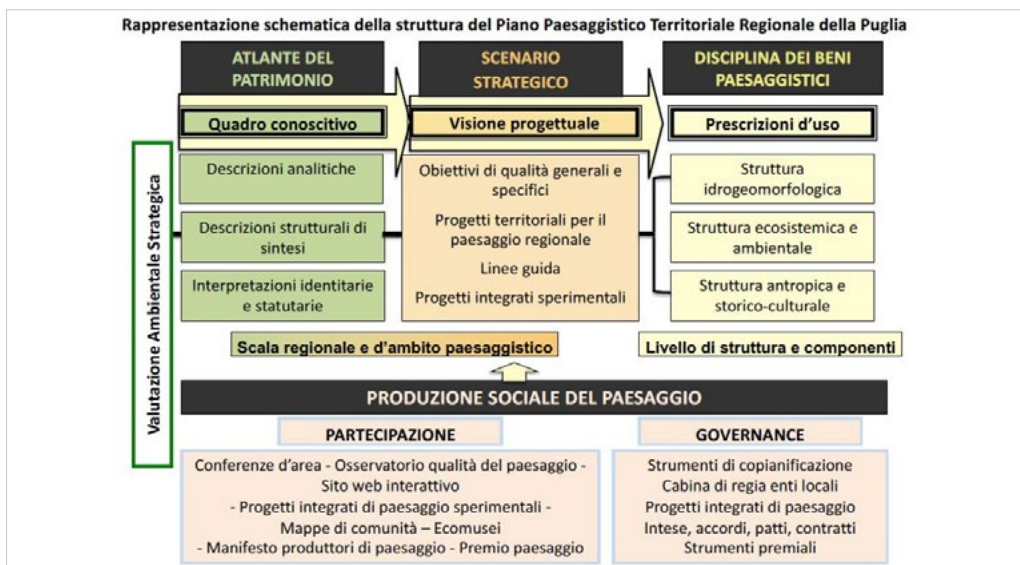 Rappresentazione schematica della struttura del Piano Paesaggistico Territoriale Regionale della Puglia
ATLANTE DEL
PATRIMONIO
SCENARIO
STRATEGICO
DISCIPLINA DEI BENI
PAESAGGISTICI
Quadro conoscitivo
Visione progettuale
Prescrizioni d'uso
Valutazione Ambientale Strategica
Descrizioni analitiche
Descrizioni strutturali di
sintesi
Interpretazioni identitarie
e statutarie
Obiettivi di qualità generali e
specifici
Progetti territoriali per il
paesaggio regionale
Linee guida
Progetti integrati sperimentali
Struttura
idrogeomorfologica
Struttura ecosistemica e
ambientale
Struttura antropica e
storico-culturale
Scala regionale e d'ambito paesaggistico
Livello di struttura e componenti
PRODUZIONE SOCIALE DEL PAESAGGIO
PARTECIPAZIONE
Conferenze d'area - Osservatorio qualità del paesaggio -
Sito web interattivo
- Progetti integrati di paesaggio sperimentali -
Mappe di comunità – Ecomusei
- Manifesto produttori di paesaggio - Premio paesaggio
GOVERNANCE
Strumenti di copianificazione
Cabina di regia enti locali
Progetti integrati di paesaggio
Intese, accordi, patti, contratti
Strumenti premiali